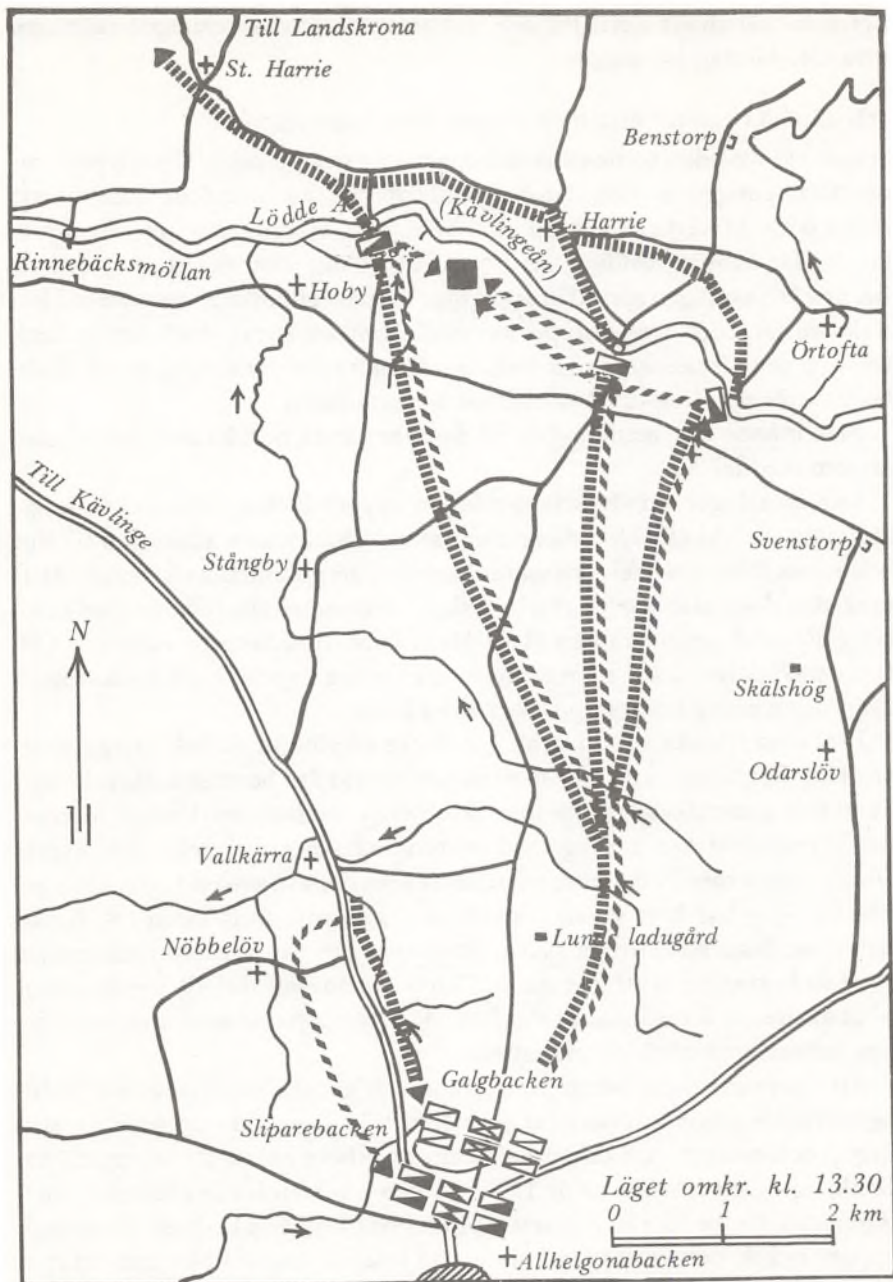 Till Landskrona
St. Harrie
Benstorp
Lödde Å
(Kävlingeån)
L. Harrie
Rinnebäcksmöllan
Hoby
Örtofta
Till Kävlinge
Svenstorp
Stångby
N
Skälshög
Odarslöv
Vallkärra
Nöbbelöv
Lunds ladugård
Galgbacken
Sliparebacken
Läget omkr. kl. 13.30
0 1 2 km
Allhelgonabacken